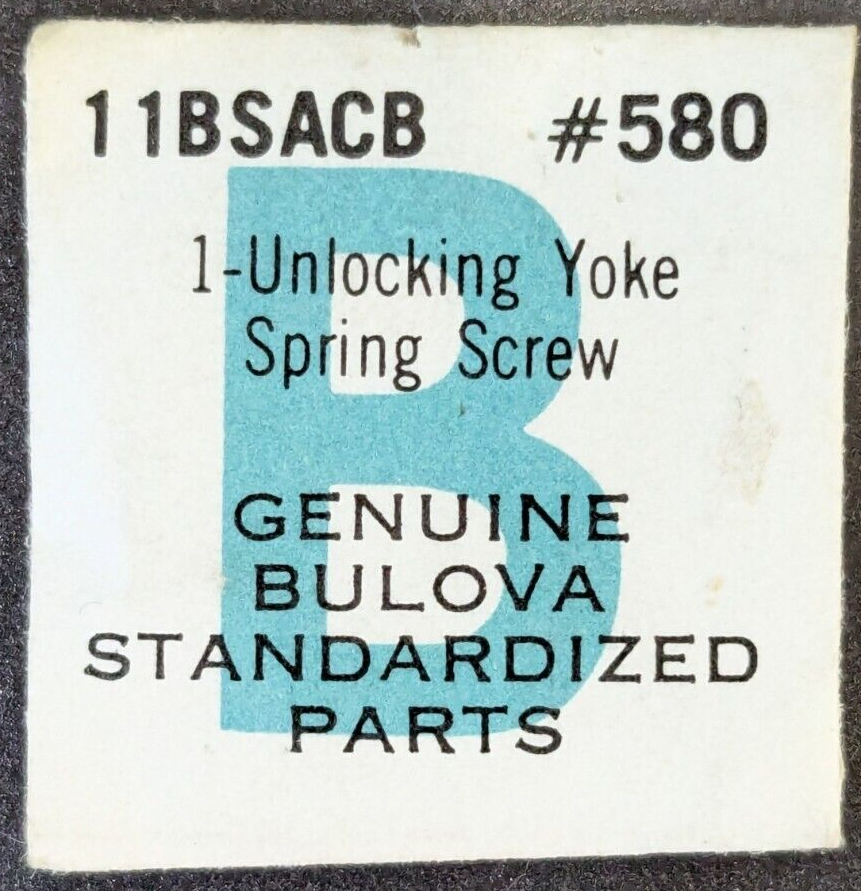 11BSACB #580
1-Unlocking Yoke
Spring Screw
B
GENUINE
BULOVA
STANDARDIZED
PARTS